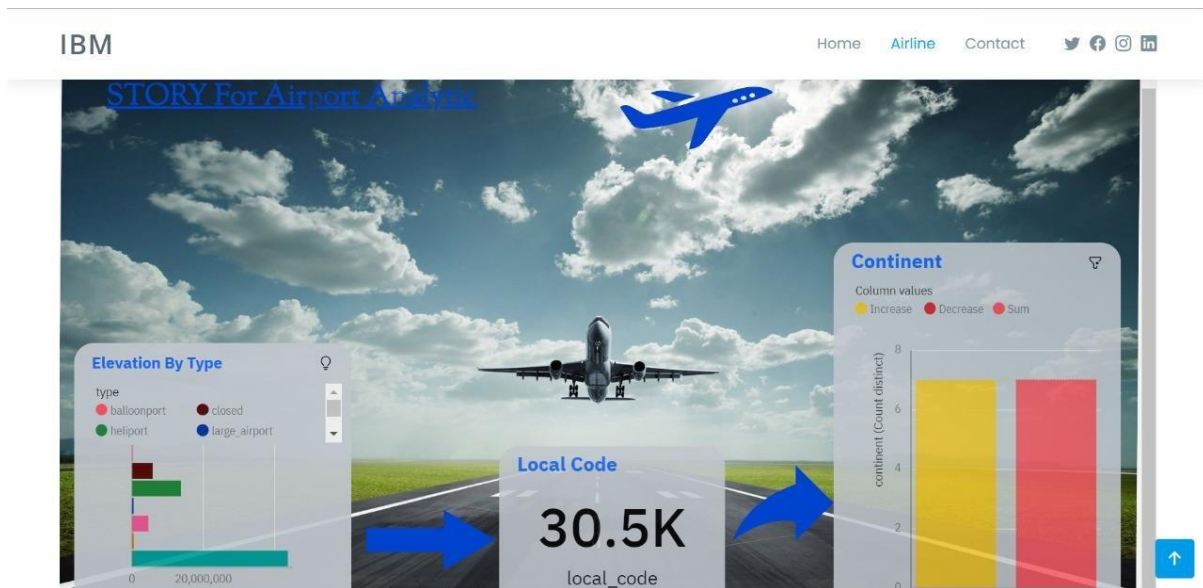 IBM
Home Airline Contact
STORY For Airport Analytic
Continent
Column values
Increase Decrease Sum
8
6
4
2
0
continent (Count distinct)
Elevation By Type
type
balloonport closed
heliport large_airport
0 20,000,000
Local Code
30.5K
local_code